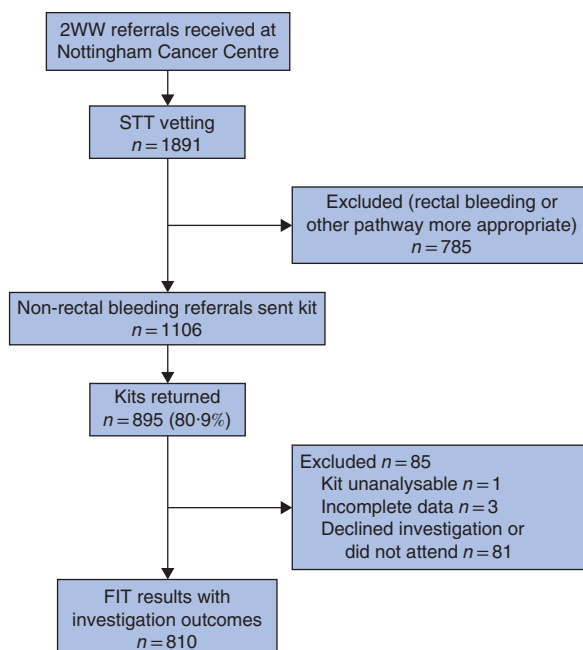 2WW referrals received at
Nottingham Cancer Centre
STT vetting
n = 1891
Excluded (rectal bleeding or
other pathway more appropriate)
n = 785
Non-rectal bleeding referrals sent kit
n = 1106
Kits returned
n = 895 (80·9%)
Excluded n = 85
Kit unanalysable n = 1
Incomplete data n = 3
Declined investigation or
did not attend n = 81
FIT results with
investigation outcomes
n = 810